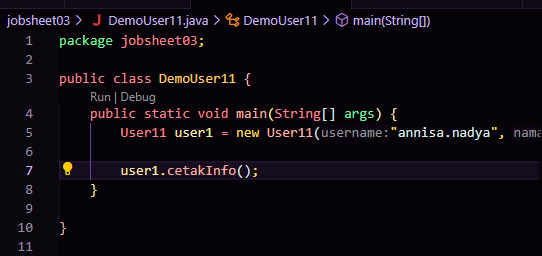 jobsheet03 > DemoUser11.java > DemoUser11 > main(String[])
1 package jobsheet03;
2
3 public class DemoUser11 {
Run | Debug
4 public static void main(String[] args) {
5 User11 user1 = new User11(username:"annisa.nadya", nama
6
7 user1.cetakInfo();
8 }
9
10 }
11